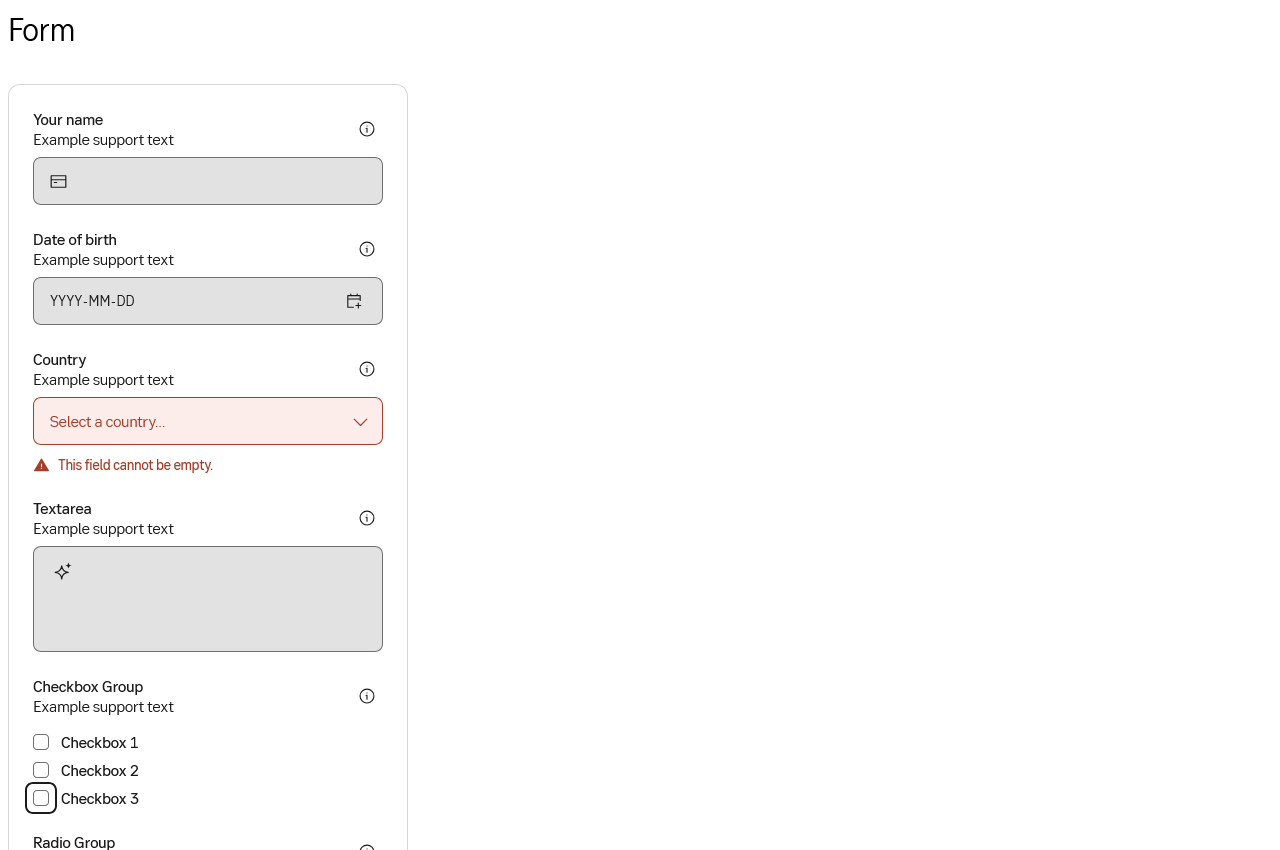 Form
Your name
Example support text
Date of birth
Example support text
YYYY-MM-DD
Country
Example support text
Select a country...
This field cannot be empty.
Textarea
Example support text
Checkbox Group
Example support text
Checkbox 1
Checkbox 2
Checkbox 3
Radio Group